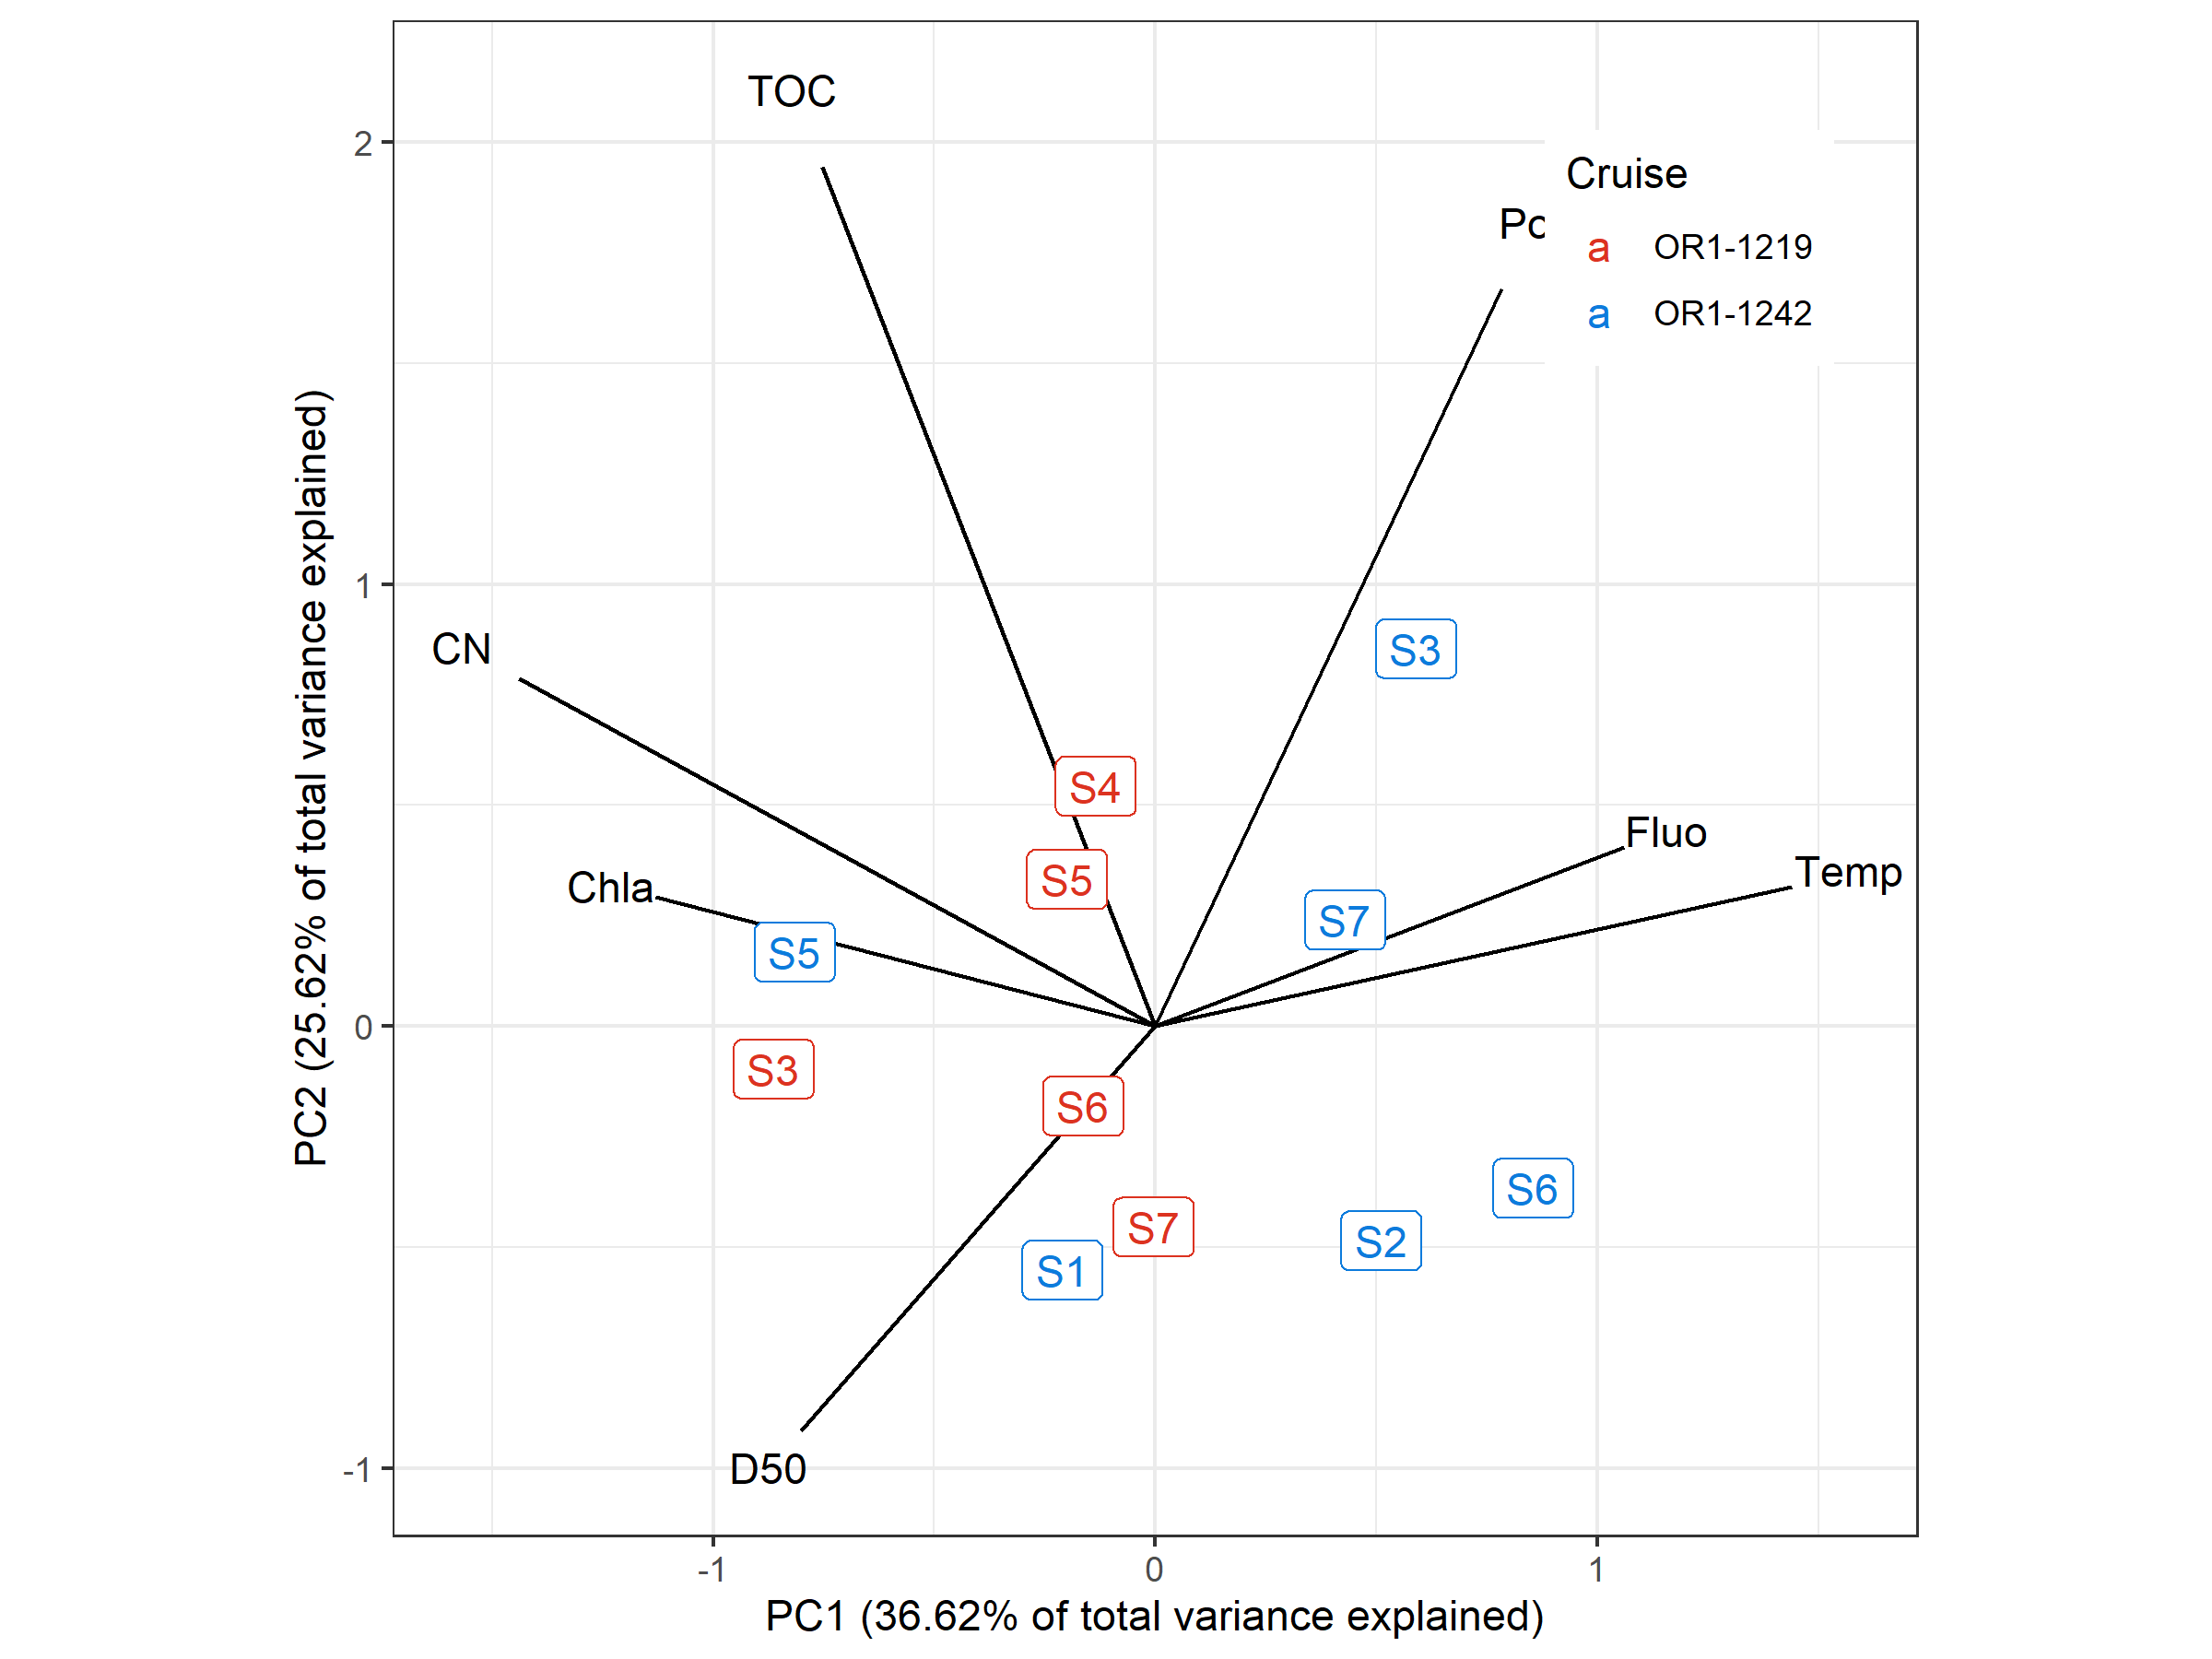 TOC
2
Cruise
Po
a OR1-1219
a OR1-1242
1
CN
S3
S4
Fluo
Temp
S5
Chla
S7
S5
0
S3
S6
S6
S7
S2
S1
-1
D50
-1 0 1
PC1 (36.62% of total variance explained)
PC2 (25.62% of total variance explained)